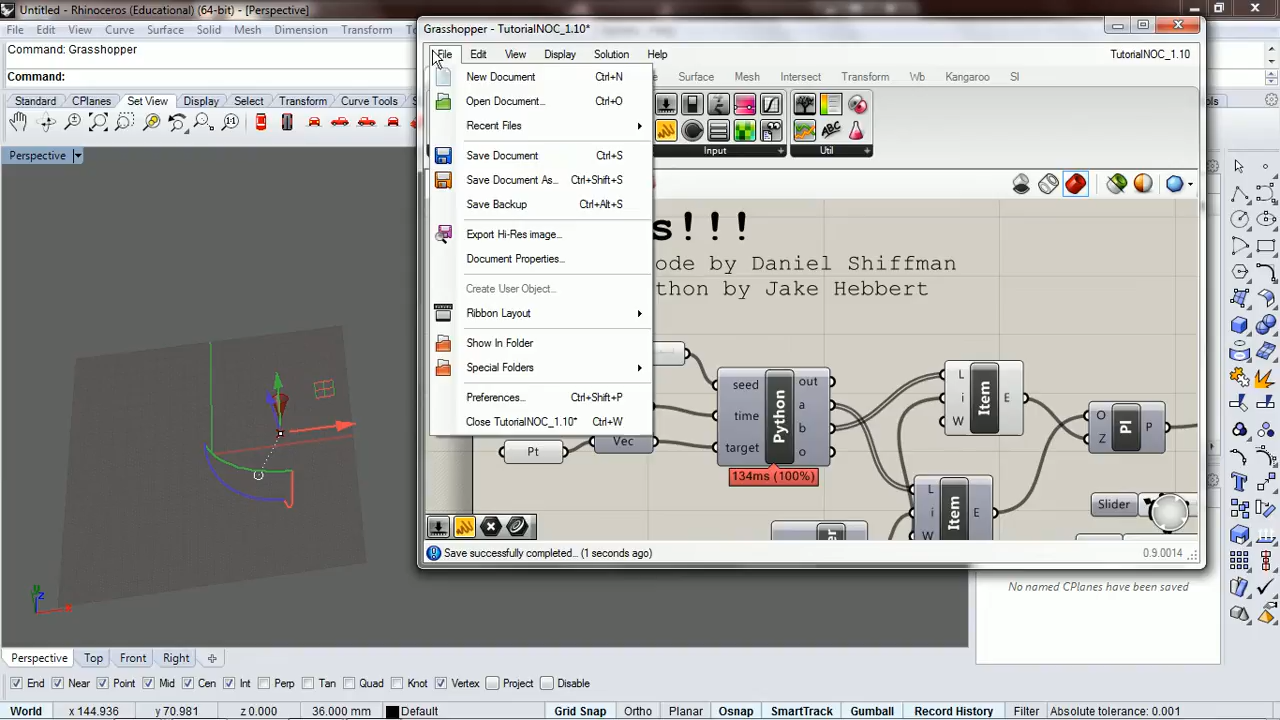 Untitled - Rhinoceros (Educational) (64-bit) - [Perspective]
File Edit View Curve Surface Solid Mesh Dimension Transform
Command: Grasshopper
Command:
Standard CPlanes Set View Display Select Viewport Layout Visibility Transform Curve Tools
Perspective
Grasshopper - TutorialNOC_1.10*
File Edit View Display Solution Help
TutorialNOC_1.10
Surface Mesh Intersect Transform Wb Kangaroo SI
Input
Util
New Document Ctrl+N
Open Document... Ctrl+O
Recent Files
Save Document Ctrl+S
Save Document As... Ctrl+Shift+S
Save Backup Ctrl+Alt+S
Export Hi-Res image...
Document Properties...
Create User Object...
Ribbon Layout
Show In Folder
Special Folders
Preferences... Ctrl+Shift+P
Close TutorialNOC_1.10* Ctrl+W
s!!!
ode by Daniel Shiffman
thon by Jake Hebbert
seed
time
target
Python
out
a
b
o
134ms (100%)
Pt
Vec
L
i
W
Item
E
O
Z
Pl
P
L
i
W
Item
E
Slider
Save successfully completed... (1 seconds ago)
0.9.0014
No named CPlanes have been saved
z
x
Perspective Top Front Right
End Near Point Mid Cen Int Perp Tan Quad Knot Vertex Project Disable
World x 144.936 y 70.981 z 0.000 36.000 mm Default Grid Snap Ortho Planar Osnap SmartTrack Gumball Record History Filter Absolute tolerance: 0.001